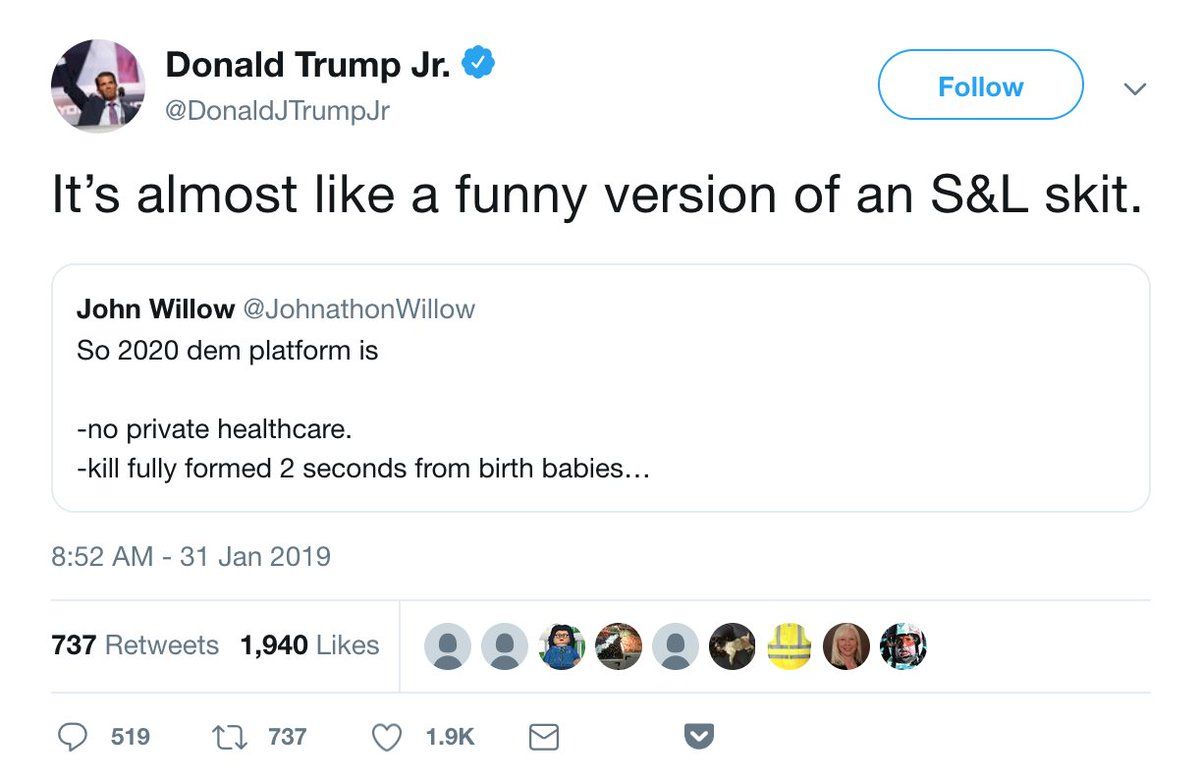 Donald Trump Jr.
@DonaldJTrumpJr
Follow
It’s almost like a funny version of an S&L skit.
John Willow @JohnathonWillow
So 2020 dem platform is
-no private healthcare.
-kill fully formed 2 seconds from birth babies…
8:52 AM - 31 Jan 2019
737 Retweets 1,940 Likes
519 737 1.9K